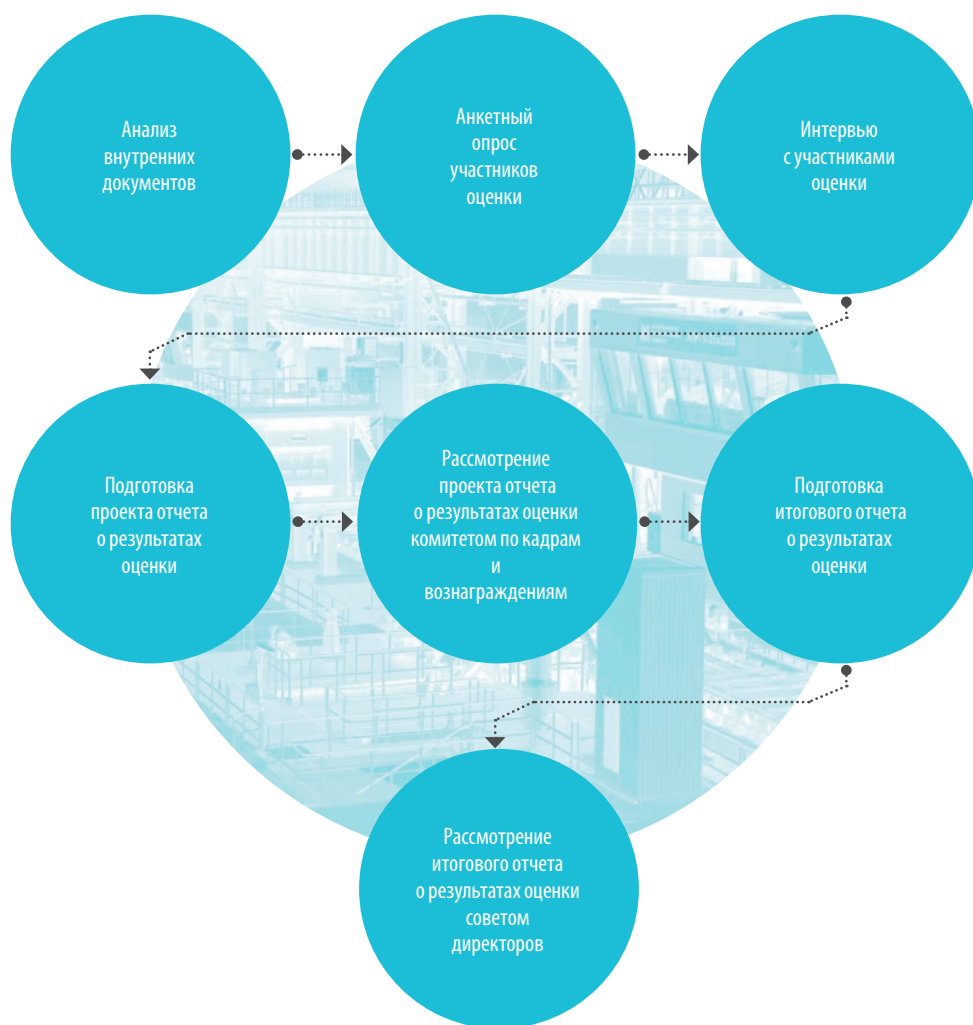 Анализ
внутренних
документов
Анкетный
опрос
участников
оценки
Интервью
с участниками
оценки
Подготовка
проекта отчета
о результатах
оценки
Рассмотрение
проекта отчета
о результатах оценки
комитетом по кадрам
и
вознаграждениям
Подготовка
итогового отчета
о результатах
оценки
Рассмотрение
итогового отчета
о результатах оценки
советом
директоров